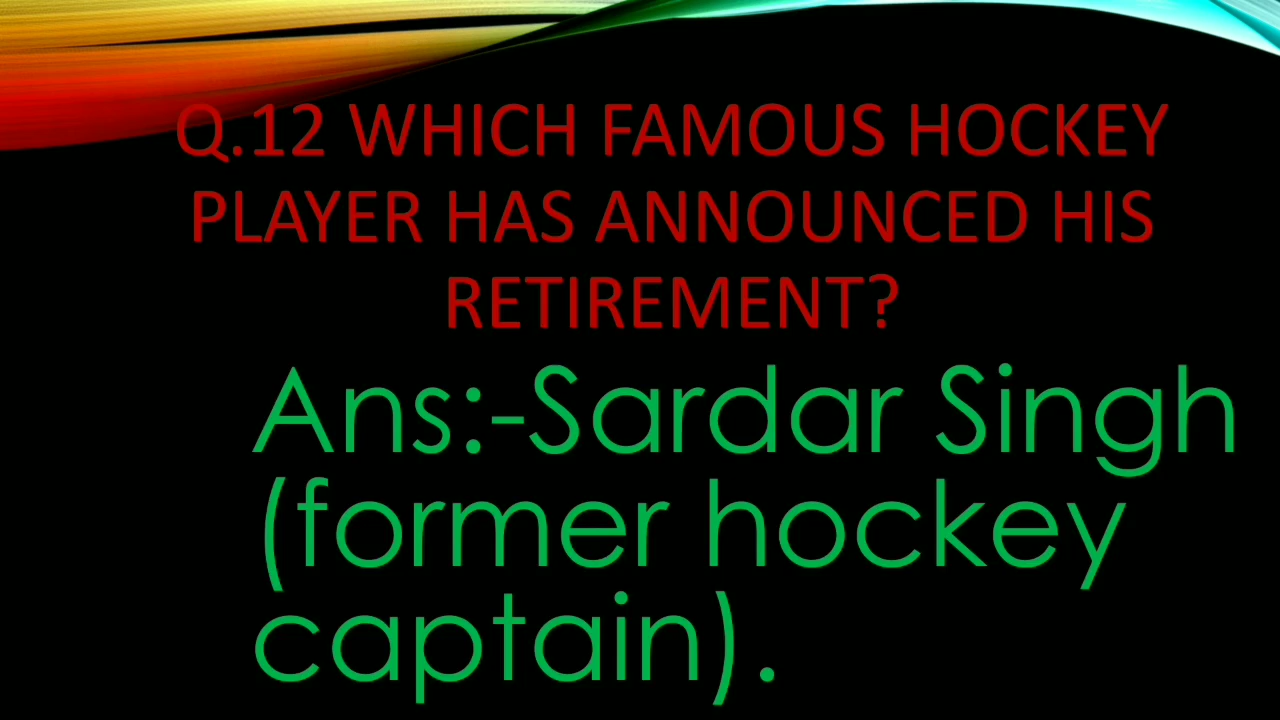 Q.12 WHICH FAMOUS HOCKEY
PLAYER HAS ANNOUNCED HIS
RETIREMENT?
Ans:-Sardar Singh
(former hockey
captain).